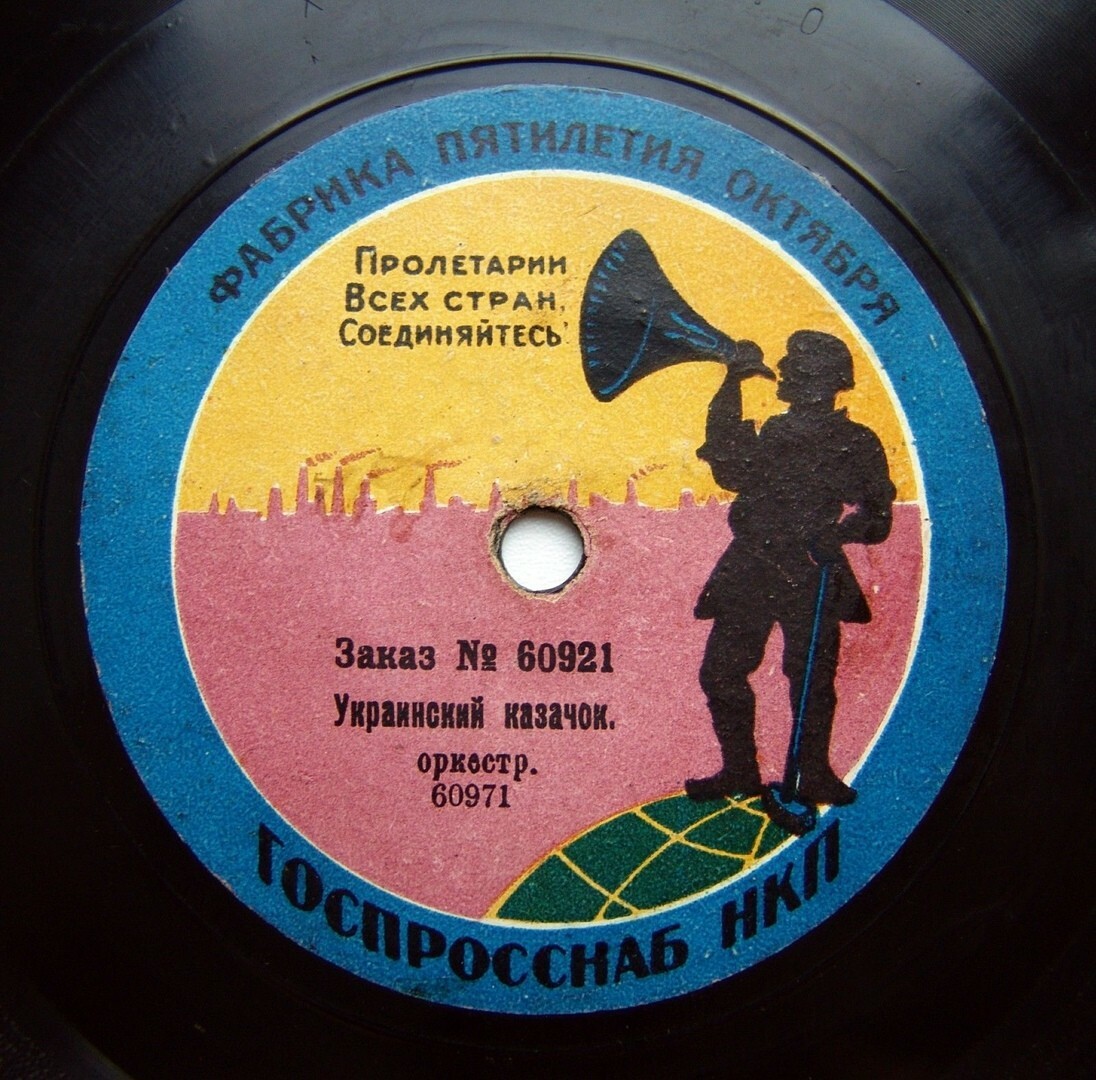 ФАБРИКА ПЯТИЛЕТИЯ ОКТЯБРЯ
ПРОЛЕТАРИИ
ВСЕХ СТРАН,
СОЕДИНЯЙТЕСЬ!
Заказ № 60921
Украинский казачок.
оркестр.
60971
ГОСПРОССНАБ НКП